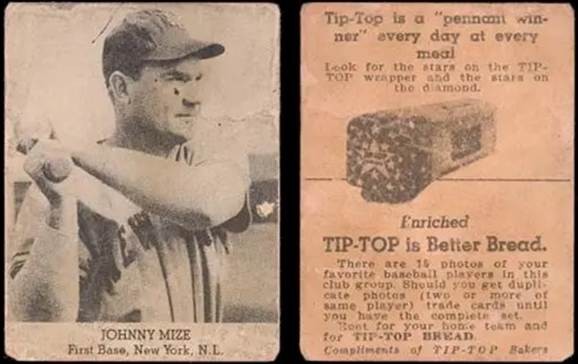 JOHNNY MIZE
First Base, New York, N.L.
Tip-Top is a "pennant win-
ner" every day at every
meal
Look for the stars on the TIP-
TOP wrapper and the stars on
the diamond.
Enriched
TIP-TOP is Better Bread.
There are 15 photos of your
favorite baseball players in this
club group. Should you get dupli-
cate photos (two or more of
same player) trade cards until
you have the complete set.
Root for your home team and
for TIP-TOP BREAD.
Compliments of TIP-TOP Bakers